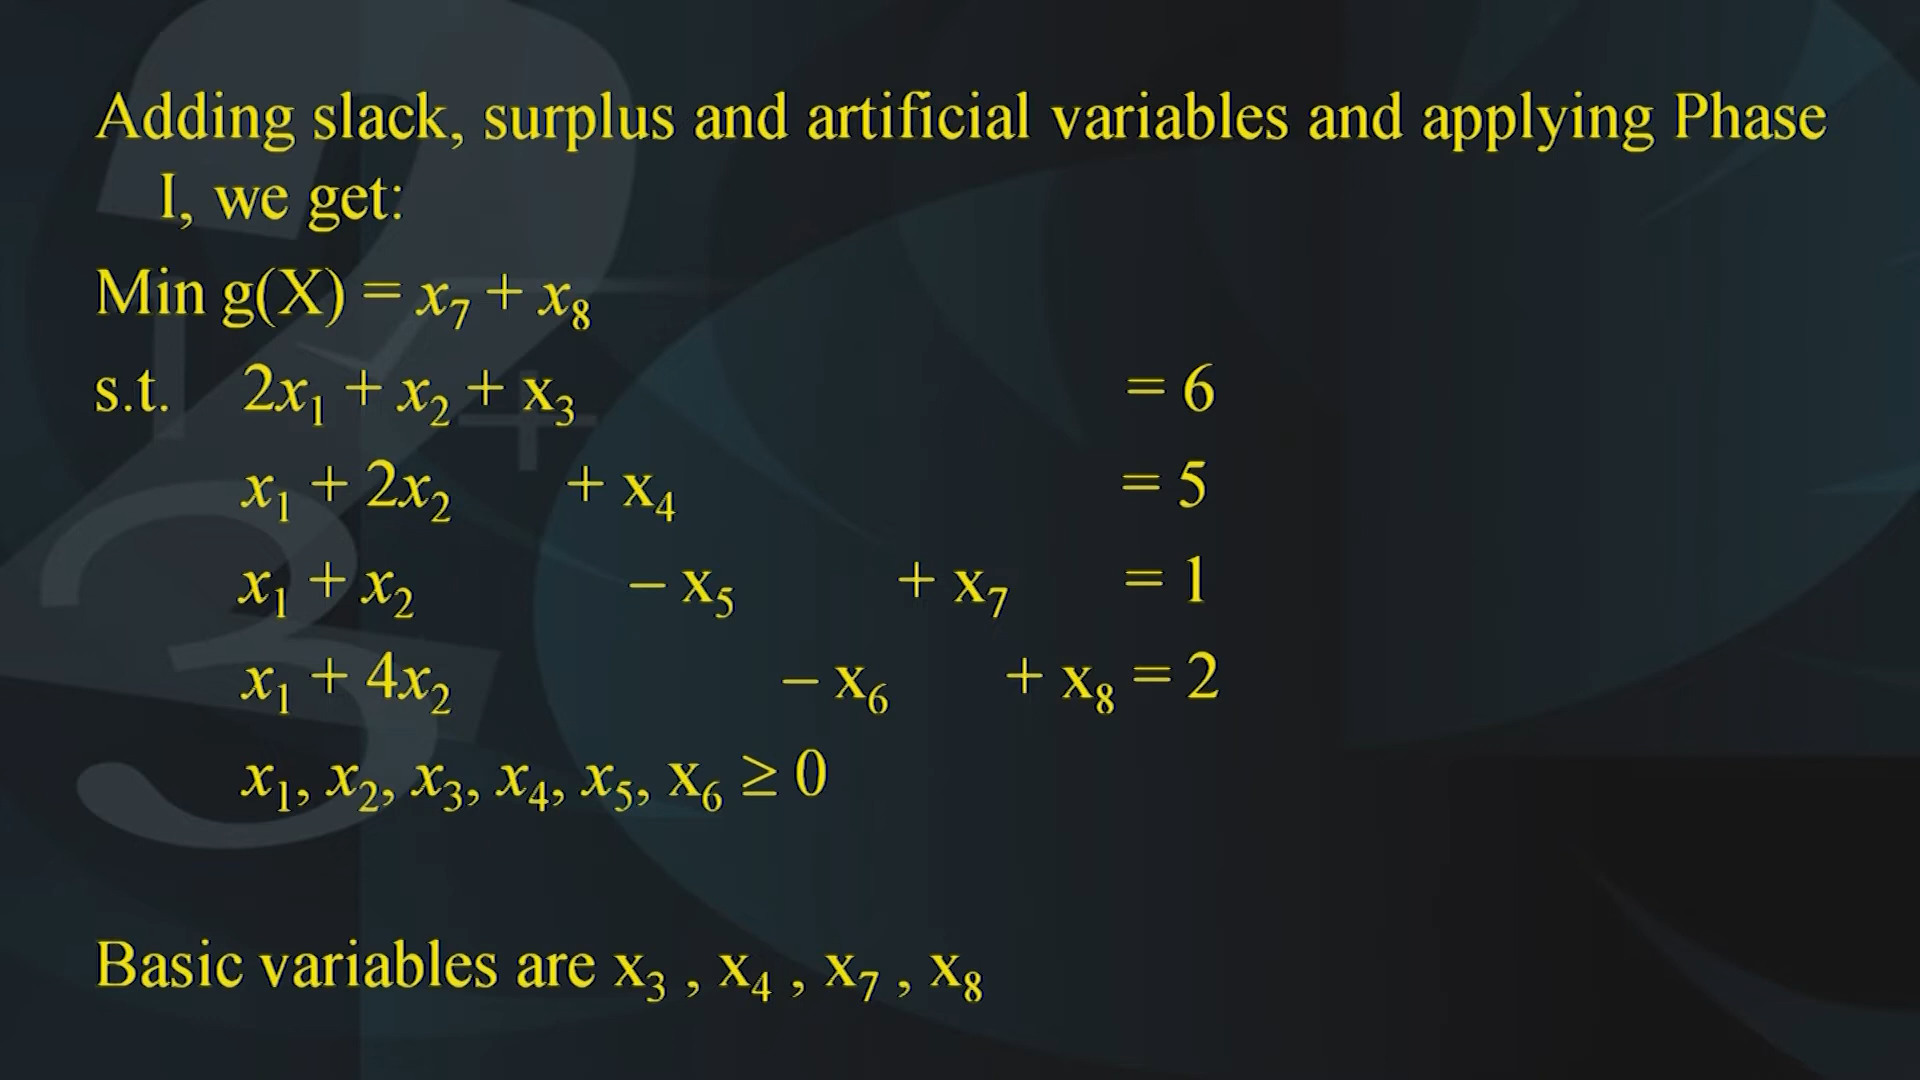 Adding slack, surplus and artificial variables and applying Phase
I, we get:
Min g(X) = x₇ + x₈
s.t. 2x₁ + x₂ + x₃ = 6
x₁ + 2x₂ + x₄ = 5
x₁ + x₂ – x₅ + x₇ = 1
x₁ + 4x₂ – x₆ + x₈ = 2
x₁, x₂, x₃, x₄, x₅, x₆ ≥ 0
Basic variables are x₃ , x₄ , x₇ , x₈